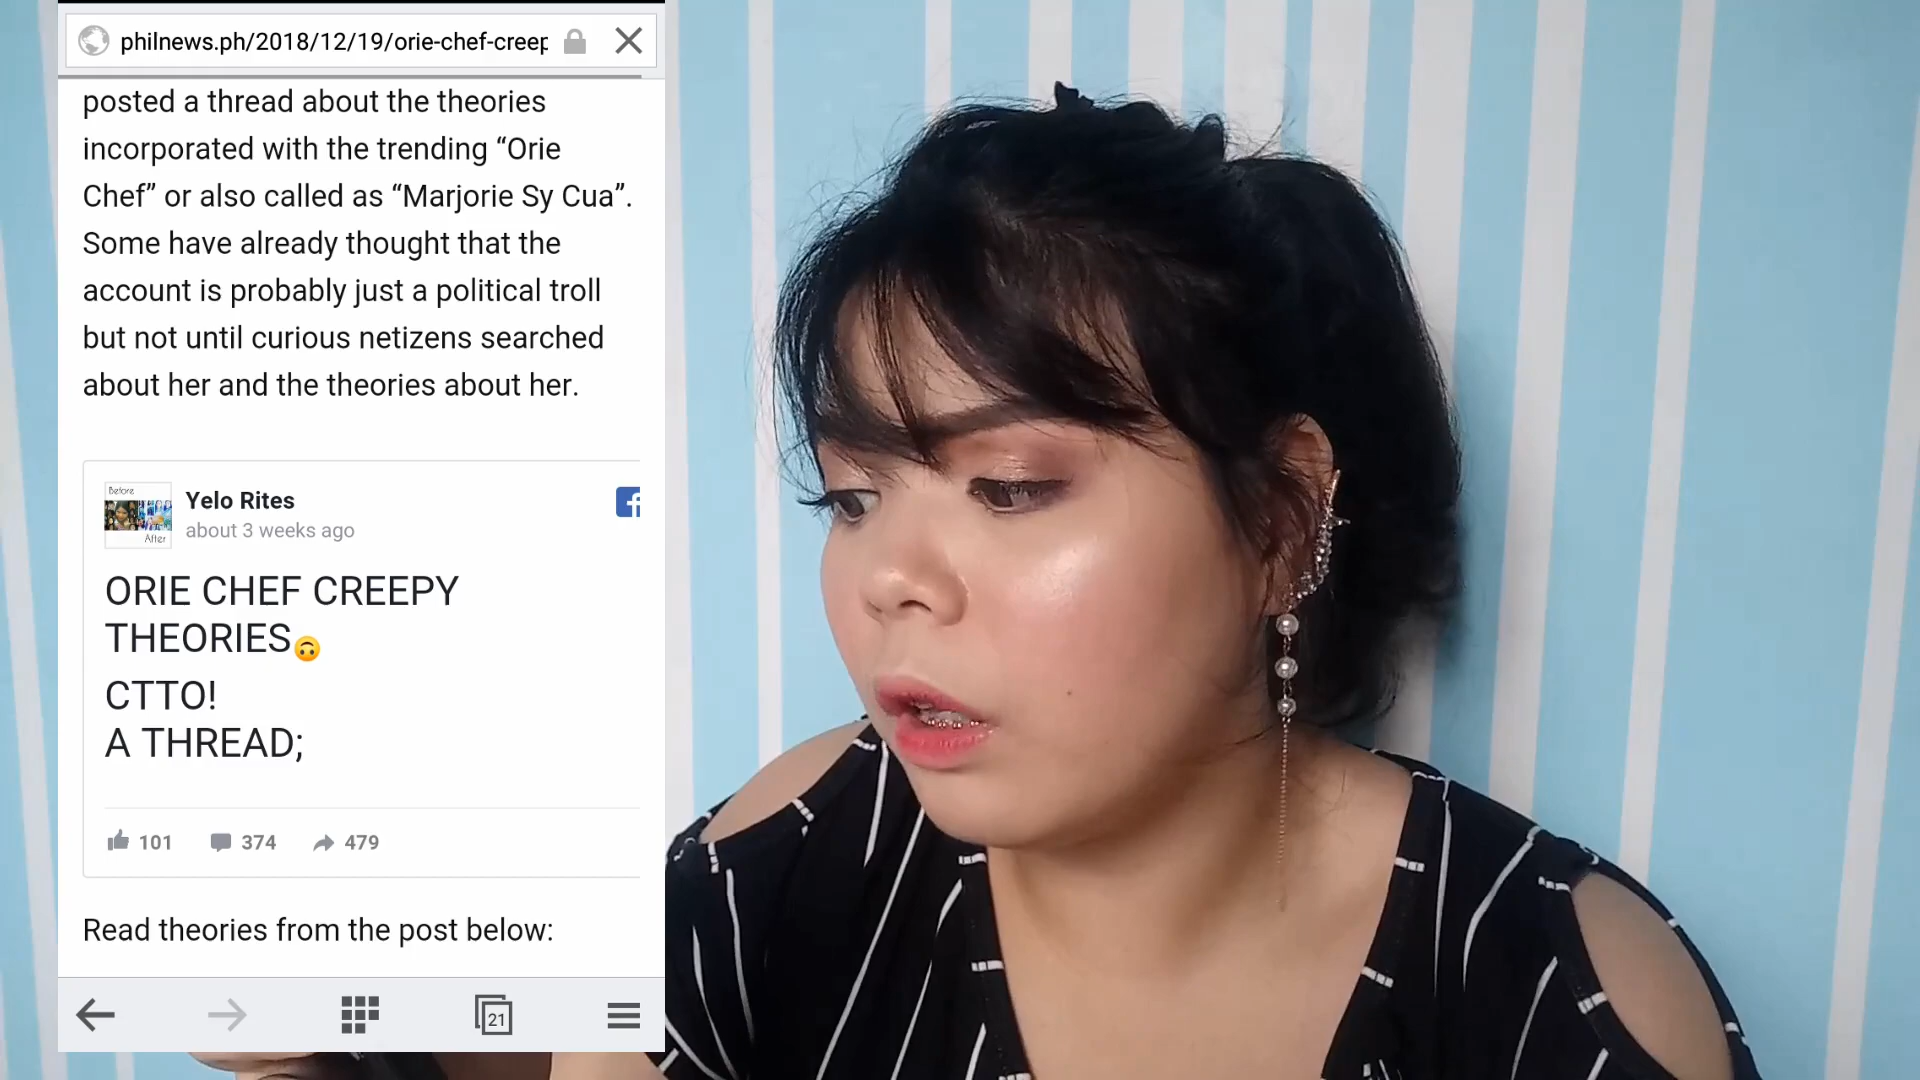 philnews.ph/2018/12/19/orie-chef-creep
posted a thread about the theories
incorporated with the trending “Orie
Chef” or also called as “Marjorie Sy Cua”.
Some have already thought that the
account is probably just a political troll
but not until curious netizens searched
about her and the theories about her.
Before
After
Yelo Rites
about 3 weeks ago
ORIE CHEF CREEPY
THEORIES🙃
CTTO!
A THREAD;
101 374 479
Read theories from the post below:
21